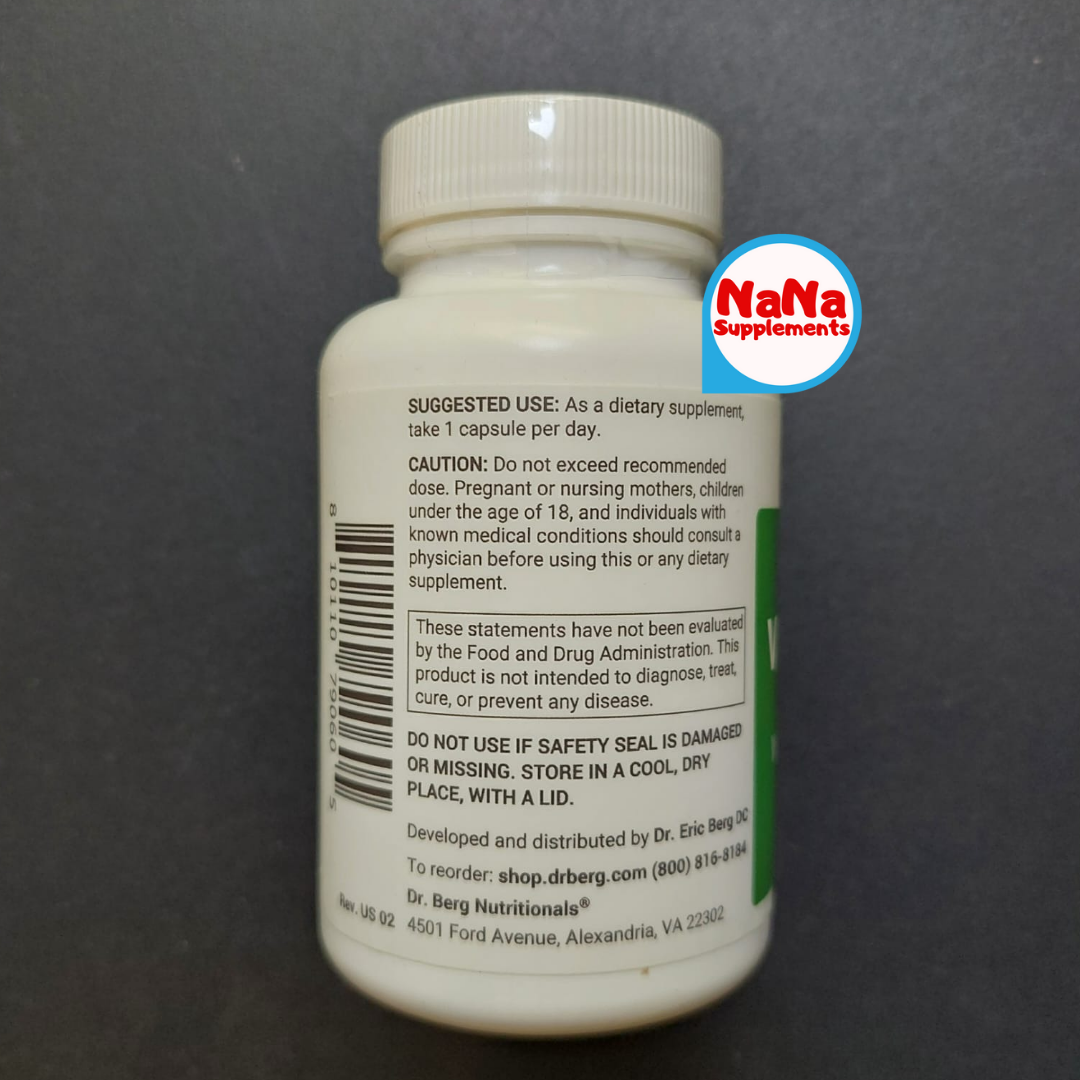 NaNa
Supplements
SUGGESTED USE: As a dietary supplement,
take 1 capsule per day.
CAUTION: Do not exceed recommended
dose. Pregnant or nursing mothers, children
under the age of 18, and individuals with
known medical conditions should consult a
physician before using this or any dietary
supplement.
These statements have not been evaluated
by the Food and Drug Administration. This
product is not intended to diagnose, treat,
cure, or prevent any disease.
DO NOT USE IF SAFETY SEAL IS DAMAGED
OR MISSING. STORE IN A COOL, DRY
PLACE, WITH A LID.
Developed and distributed by Dr. Eric Berg DC
To reorder: shop.drberg.com (800) 816-8184
Dr. Berg Nutritionals®
4501 Ford Avenue, Alexandria, VA 22302
Rev. US 02
8 10110 79060 5